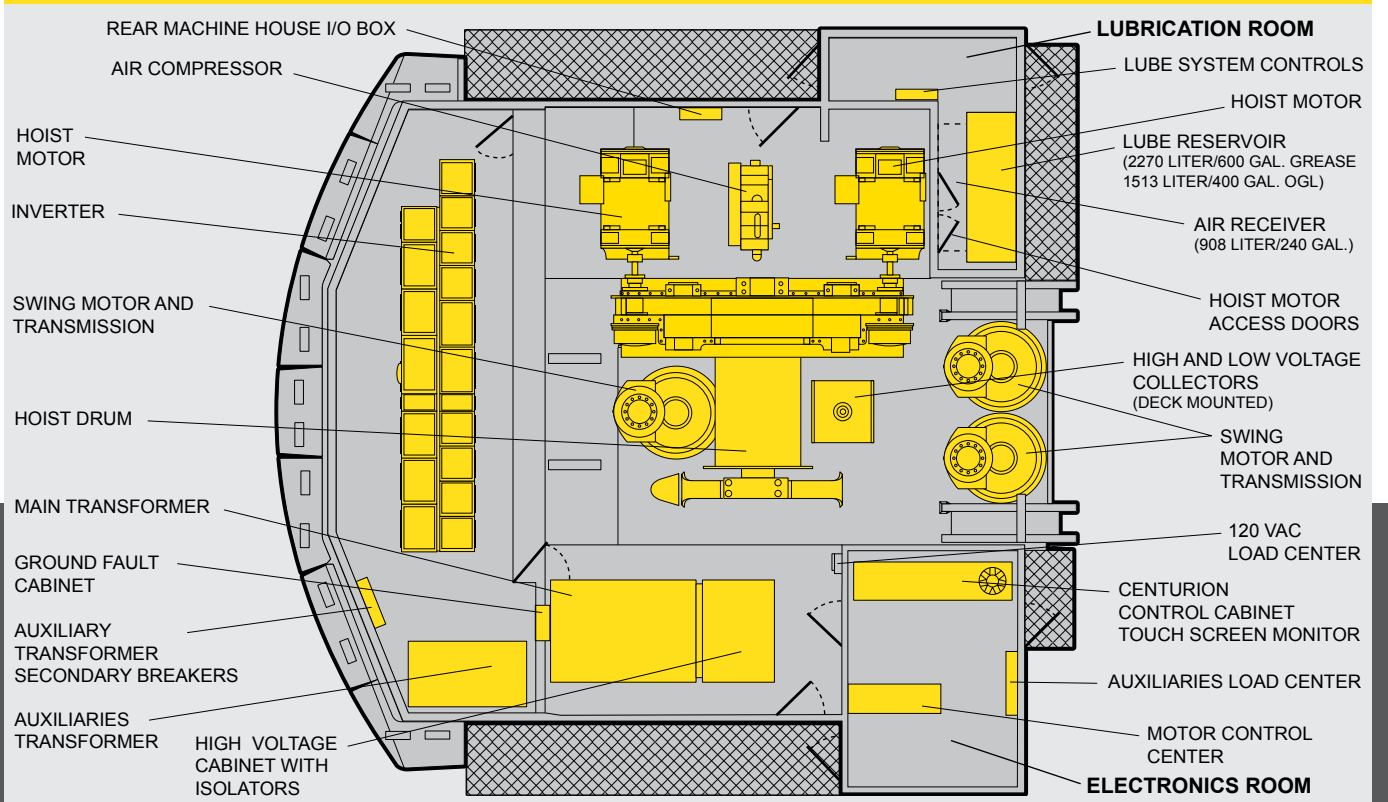 REAR MACHINE HOUSE I/O BOX
AIR COMPRESSOR
HOIST
MOTOR
INVERTER
SWING MOTOR AND
TRANSMISSION
HOIST DRUM
MAIN TRANSFORMER
GROUND FAULT
CABINET
AUXILIARY
TRANSFORMER
SECONDARY BREAKERS
AUXILIARIES
TRANSFORMER
HIGH VOLTAGE
CABINET WITH
ISOLATORS
LUBRICATION ROOM
LUBE SYSTEM CONTROLS
HOIST MOTOR
LUBE RESERVOIR
(2270 LITER/600 GAL. GREASE
1513 LITER/400 GAL. OGL)
AIR RECEIVER
(908 LITER/240 GAL.)
HOIST MOTOR
ACCESS DOORS
HIGH AND LOW VOLTAGE
COLLECTORS
(DECK MOUNTED)
SWING
MOTOR AND
TRANSMISSION
120 VAC
LOAD CENTER
CENTURION
CONTROL CABINET
TOUCH SCREEN MONITOR
AUXILIARIES LOAD CENTER
MOTOR CONTROL
CENTER
ELECTRONICS ROOM